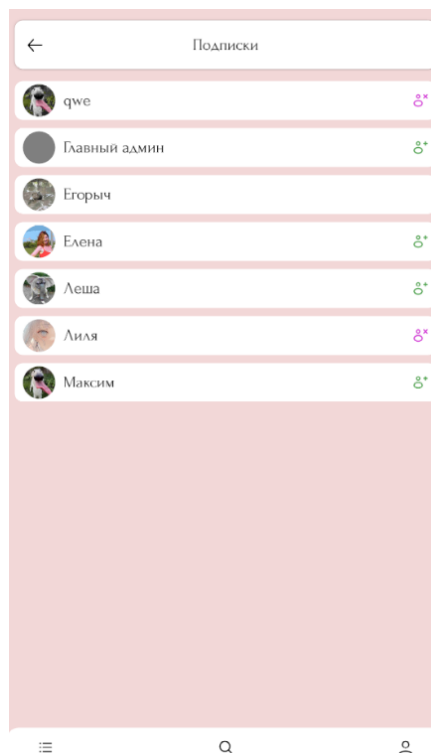 Подписки
qwe
Главный админ
Егорыч
Елена
Леша
Лиля
Максим